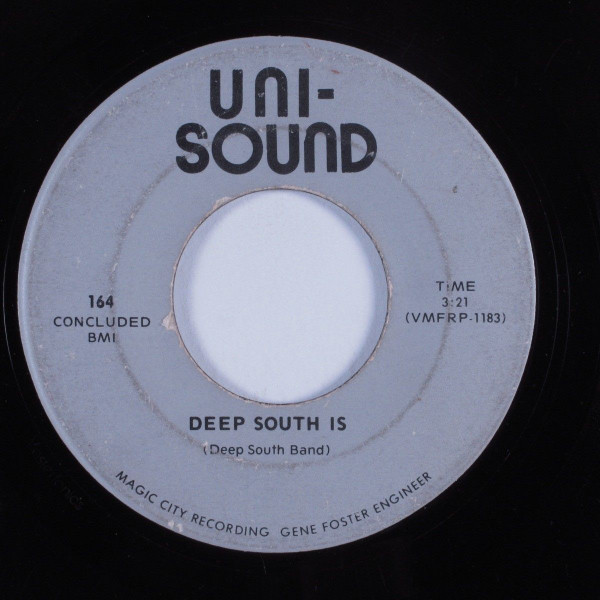 UNI-
SOUND
164
CONCLUDED
BMI
TIME
3:21
(VMFRP-1183)
DEEP SOUTH IS
(Deep South Band)
MAGIC CITY RECORDING GENE FOSTER ENGINEER